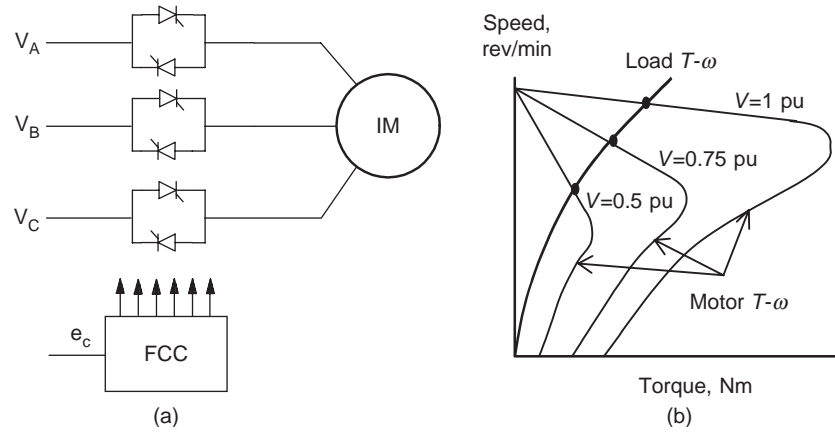 V_A
V_B
V_C
IM
e_c
FCC
(a)
Speed,
rev/min
Load T-ω
V=1 pu
V=0.75 pu
V=0.5 pu
Motor T-ω
Torque, Nm
(b)